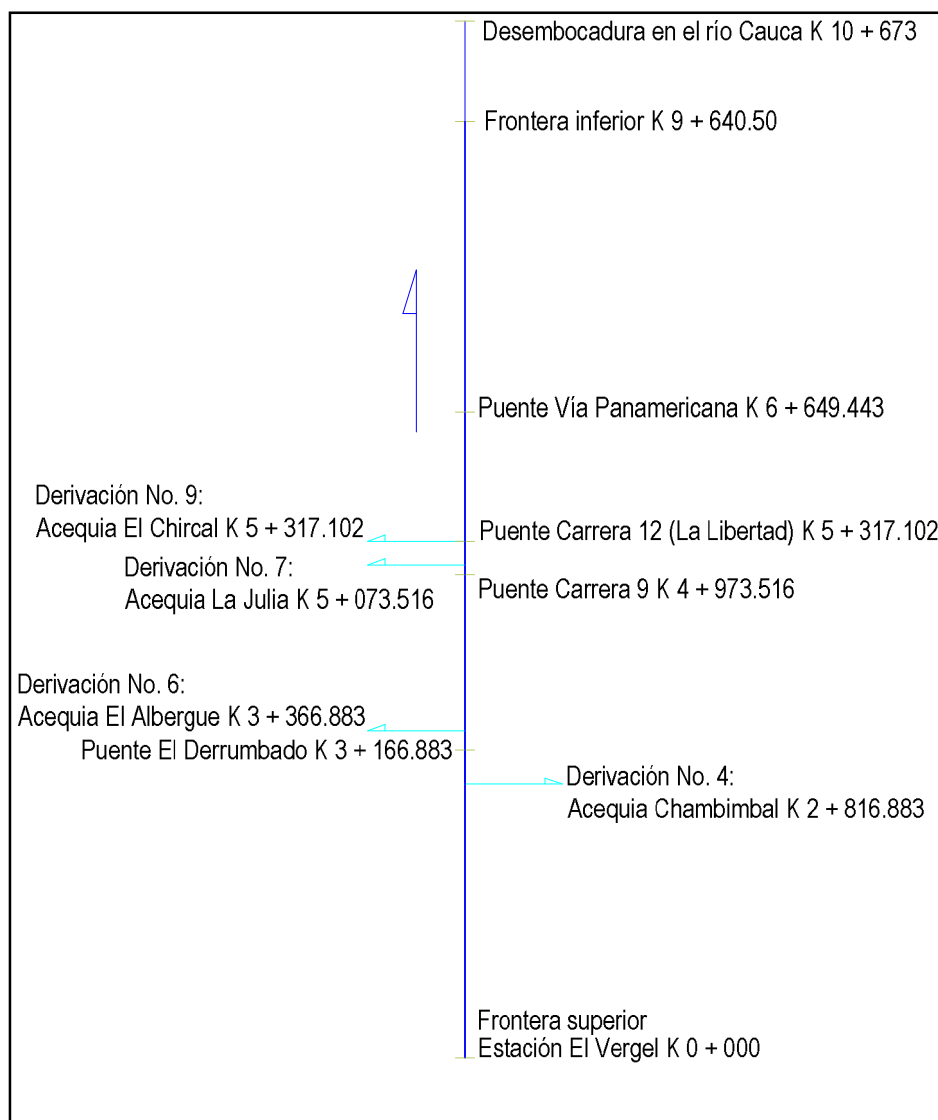 Desembocadura en el río Cauca K 10 + 673
Frontera inferior K 9 + 640.50
Puente Vía Panamericana K 6 + 649.443
Derivación No. 9:
Acequia El Chircal K 5 + 317.102
Puente Carrera 12 (La Libertad) K 5 + 317.102
Derivación No. 7:
Acequia La Julia K 5 + 073.516
Puente Carrera 9 K 4 + 973.516
Derivación No. 6:
Acequia El Albergue K 3 + 366.883
Puente El Derrumbado K 3 + 166.883
Derivación No. 4:
Acequia Chambimbal K 2 + 816.883
Frontera superior
Estación El Vergel K 0 + 000